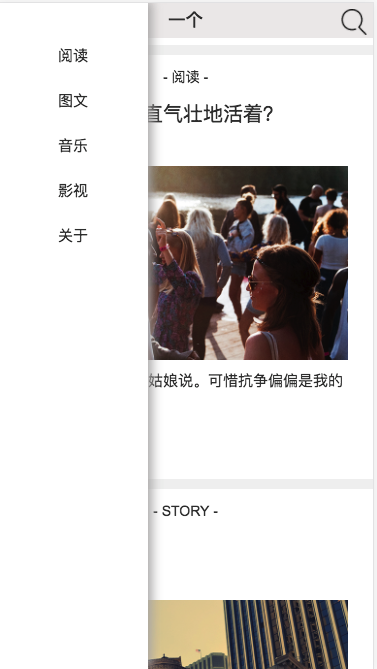 一个
阅读
图文
音乐
影视
关于
- 阅读 -
直气壮地活着？
姑娘说。可惜抗争偏偏是我的
- STORY -